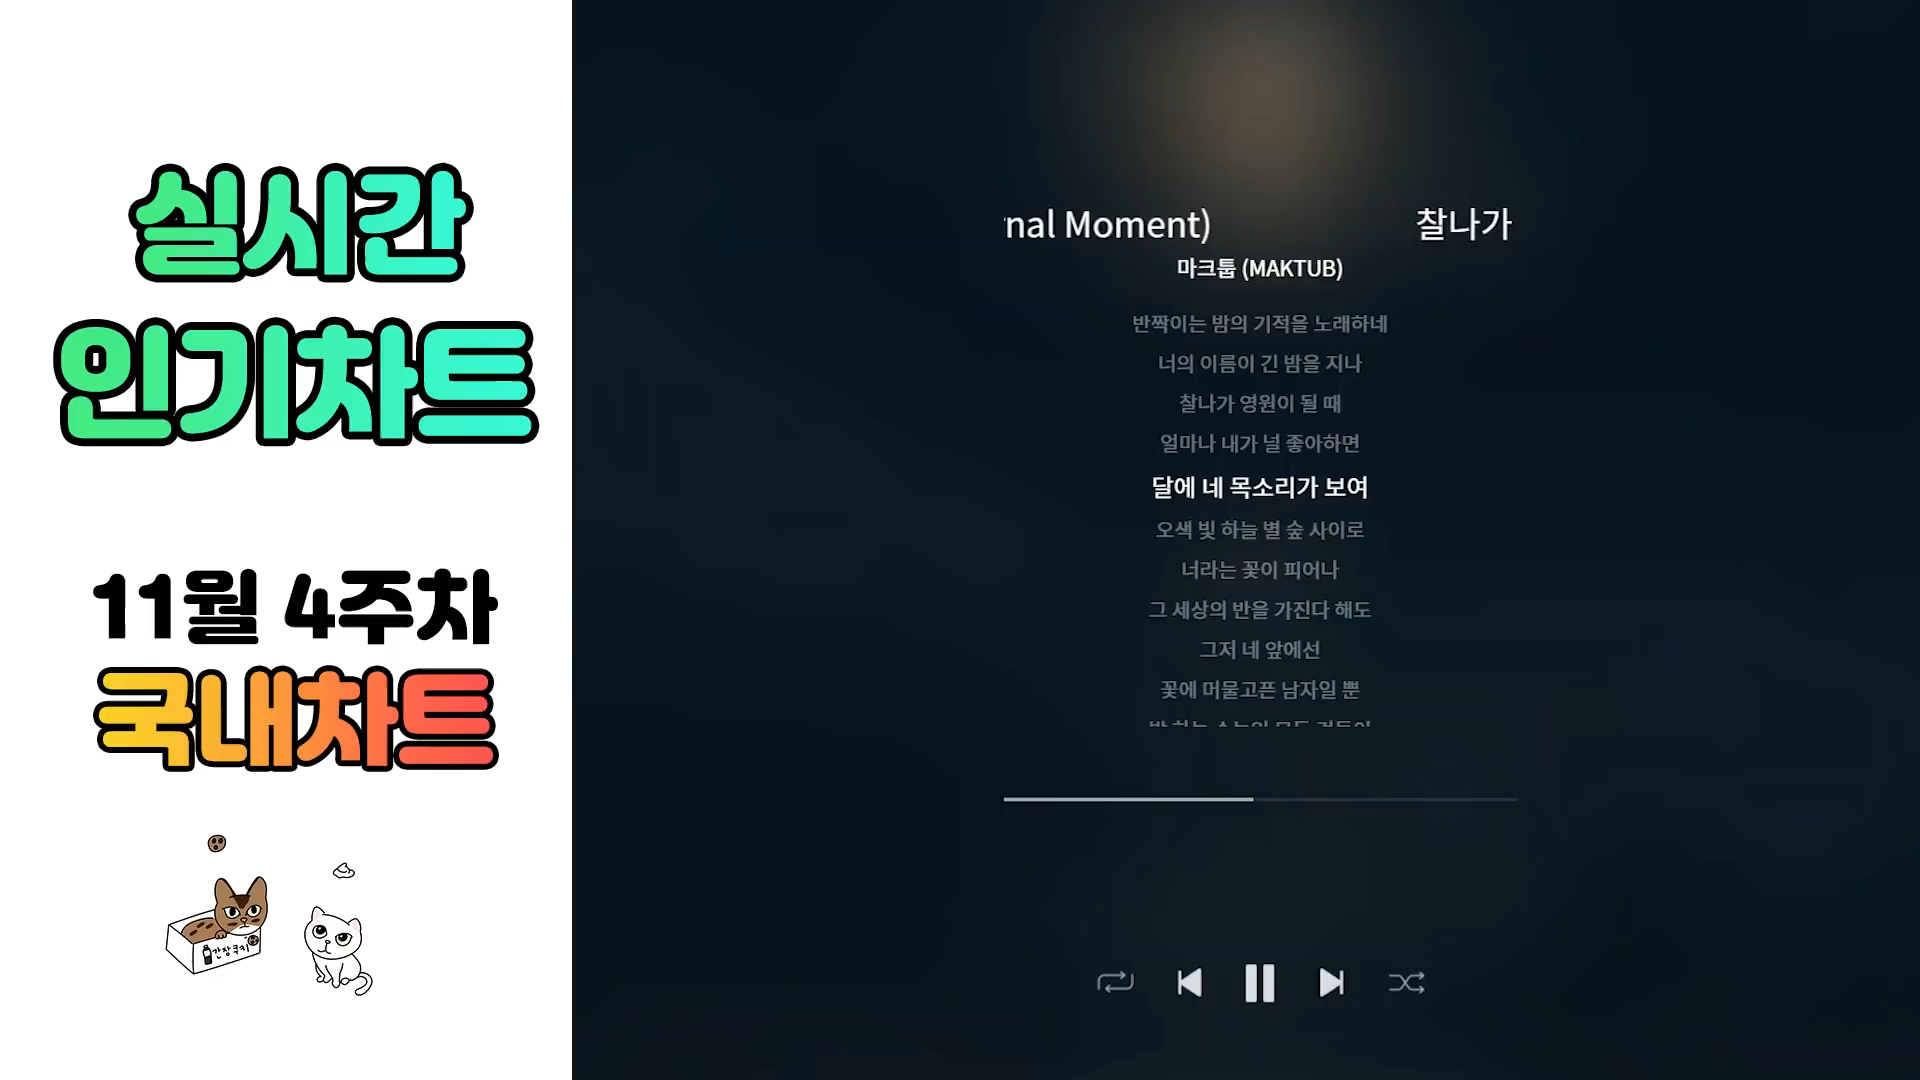 실시간
인기차트
11월 4주차
국내차트
간장쿠키
nal Moment) 찰나가
마크툽 (MAKTUB)
반짝이는 밤의 기적을 노래하네
너의 이름이 긴 밤을 지나
찰나가 영원이 될 때
얼마나 내가 널 좋아하면
달에 네 목소리가 보여
오색 빛 하늘 별 숲 사이로
너라는 꽃이 피어나
그 세상의 반을 가진다 해도
그저 네 앞에선
꽃에 머물고픈 남자일 뿐